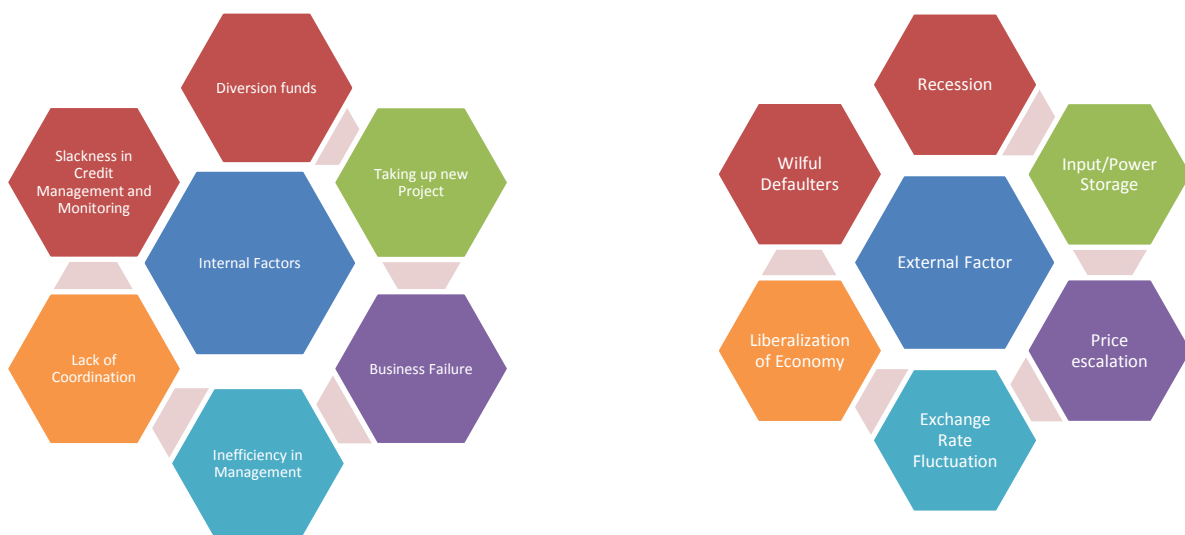 Diversion funds
Taking up new
Project
Business Failure
Inefficiency in
Management
Lack of
Coordination
Slackness in
Credit
Management and
Monitoring
Internal Factors
Recession
Input/Power
Storage
Price
escalation
Exchange
Rate
Fluctuation
Liberalization
of Economy
Wilful
Defaulters
External Factor